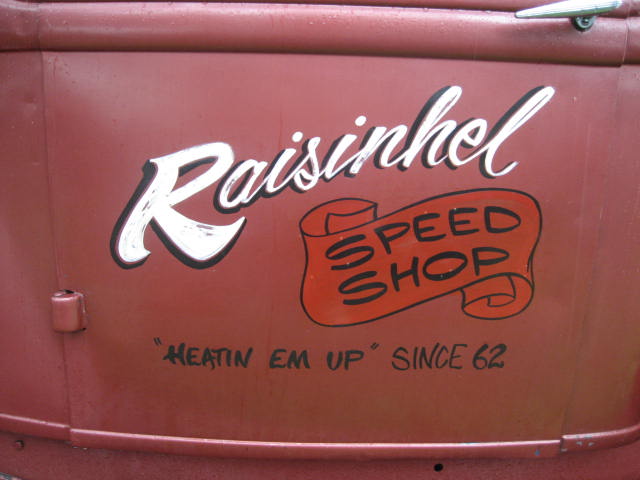 Raisinhel
SPEED
SHOP
"HEATIN EM UP" SINCE 62